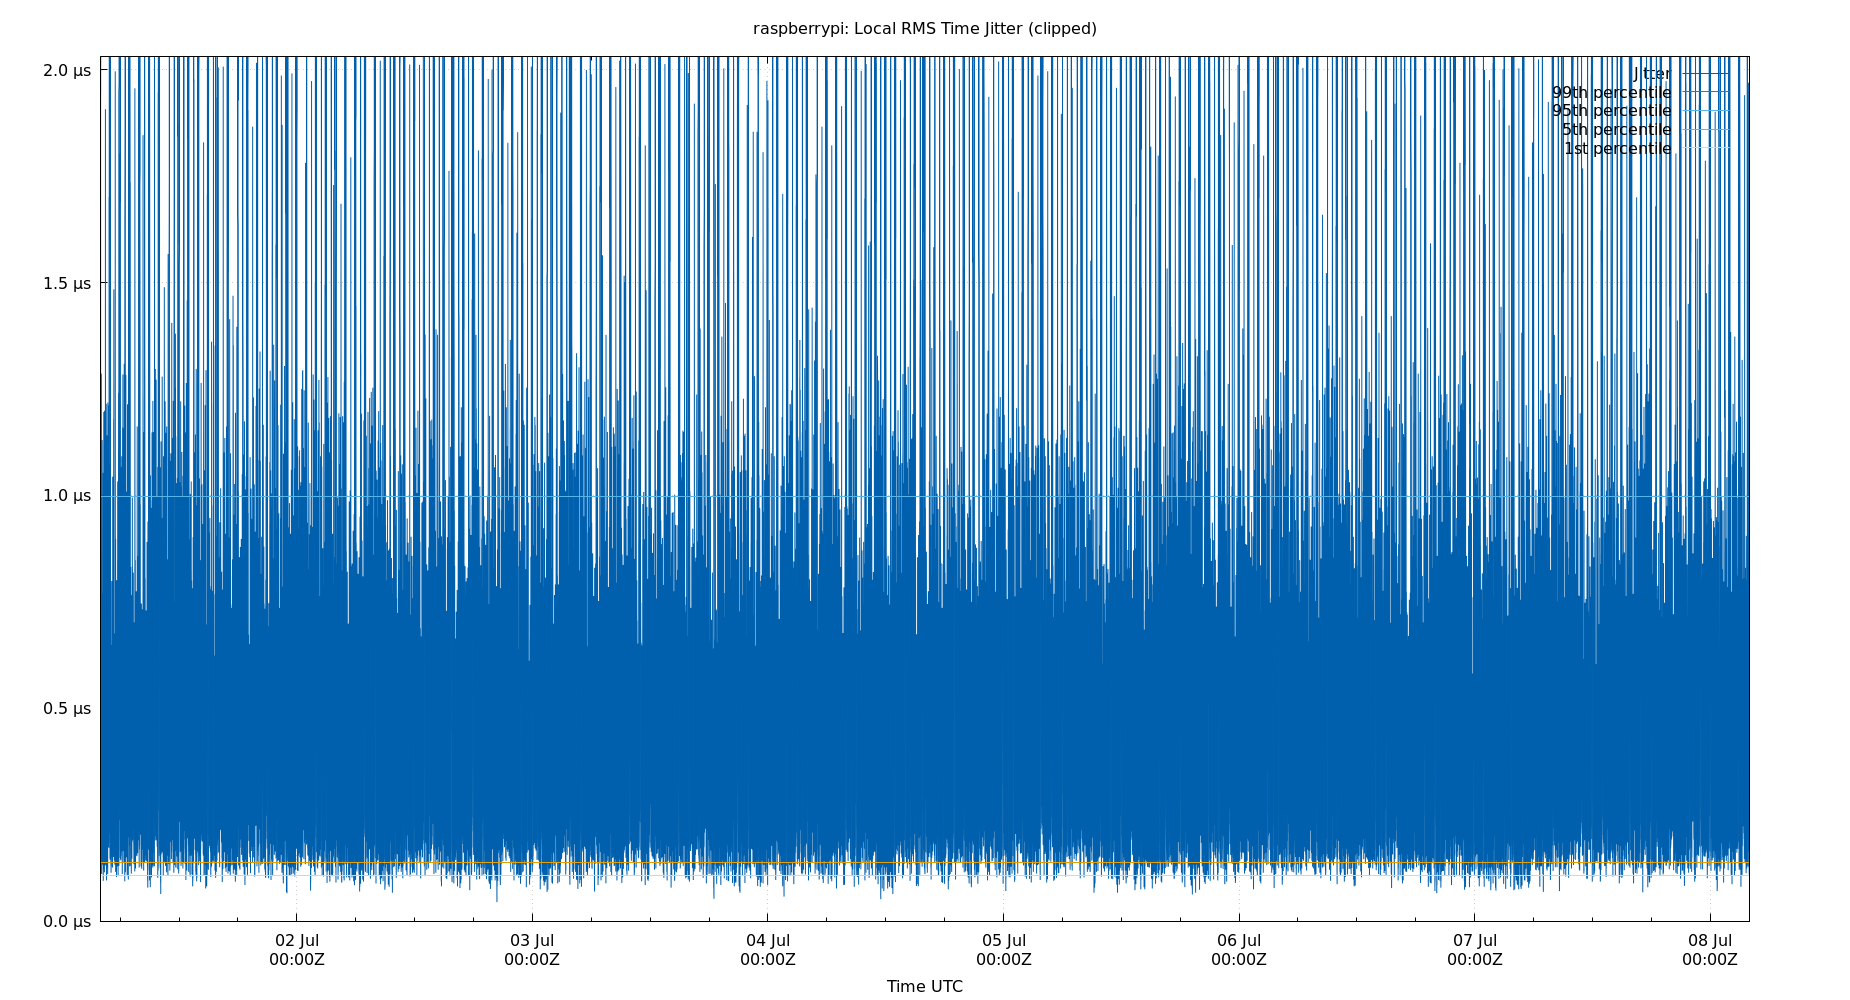 raspberrypi: Local RMS Time Jitter (clipped)
2.0 μs
1.5 μs
1.0 μs
0.5 μs
0.0 μs
Jitter
99th percentile
95th percentile
5th percentile
1st percentile
02 Jul 03 Jul 04 Jul 05 Jul 06 Jul 07 Jul 08 Jul
00:00Z 00:00Z 00:00Z 00:00Z 00:00Z 00:00Z 00:00Z
Time UTC